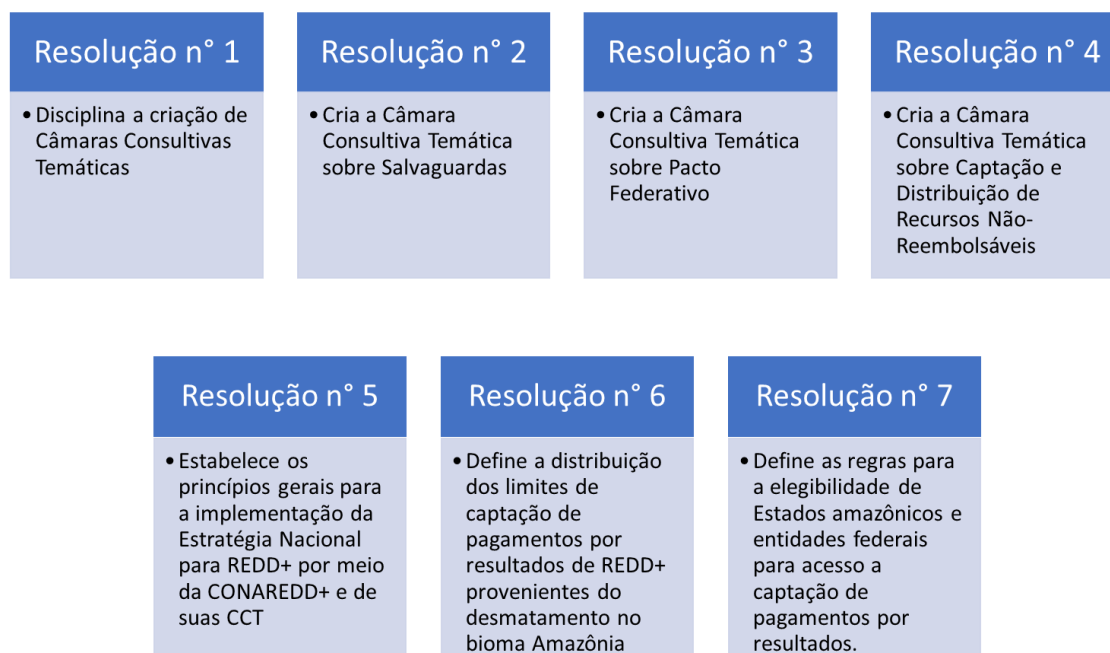 Resolução n° 1
• Disciplina a criação de
Câmaras Consultivas
Temáticas
Resolução n° 2
• Cria a Câmara
Consultiva Temática
sobre Salvaguardas
Resolução n° 3
• Cria a Câmara
Consultiva Temática
sobre Pacto
Federativo
Resolução n° 4
• Cria a Câmara
Consultiva Temática
sobre Captação e
Distribuição de
Recursos Não-
Reembolsáveis
Resolução n° 5
• Estabelece os
princípios gerais para
a implementação da
Estratégia Nacional
para REDD+ por meio
da CONAREDD+ e de
suas CCT
Resolução n° 6
• Define a distribuição
dos limites de
captação de
pagamentos por
resultados de REDD+
provenientes do
desmatamento no
bioma Amazônia
Resolução n° 7
• Define as regras para
a elegibilidade de
Estados amazônicos e
entidades federais
para acesso a
captação de
pagamentos por
resultados.